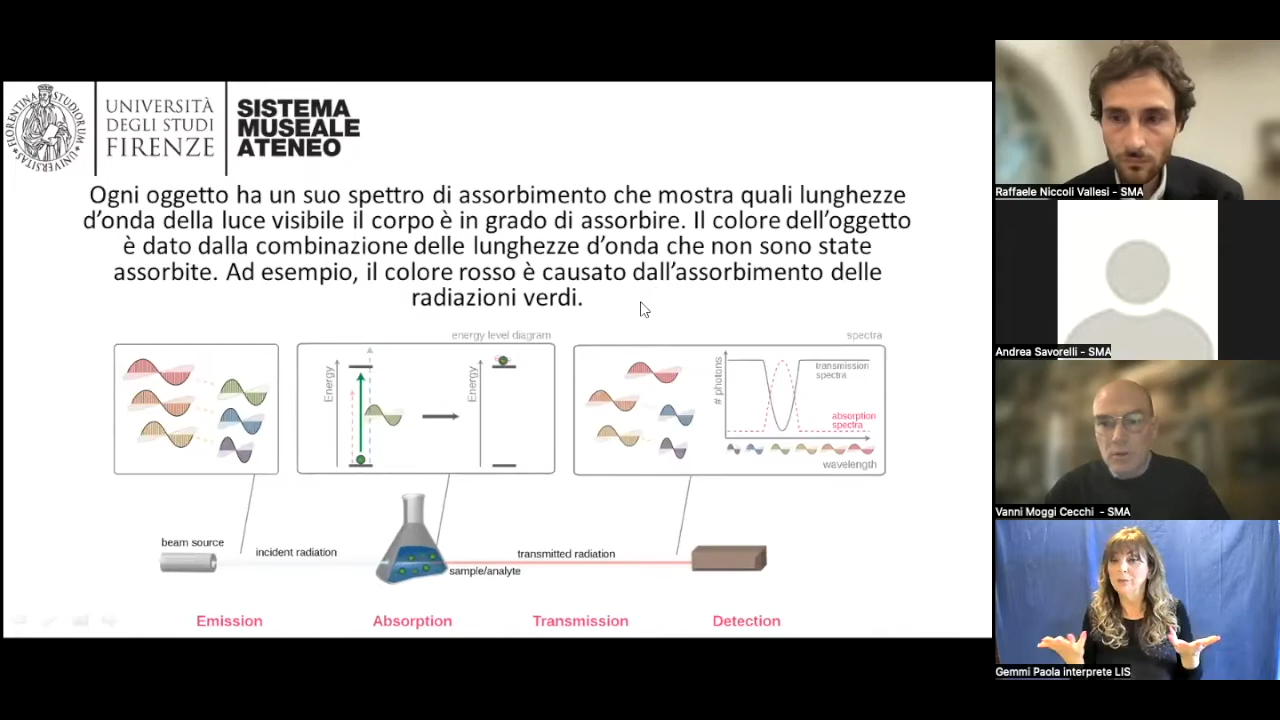 FLORENTINA STUDIORUM UNIVERSITAS
UNIVERSITÀ
DEGLI STUDI
FIRENZE
SISTEMA
MUSEALE
ATENEO
Ogni oggetto ha un suo spettro di assorbimento che mostra quali lunghezze
d’onda della luce visibile il corpo è in grado di assorbire. Il colore dell’oggetto
è dato dalla combinazione delle lunghezze d’onda che non sono state
assorbite. Ad esempio, il colore rosso è causato dall’assorbimento delle
radiazioni verdi.
energy level diagram
spectra
Energy
Energy
# photons
transmission
spectra
absorption
spectra
wavelength
beam source
incident radiation
sample/analyte
transmitted radiation
Emission
Absorption
Transmission
Detection
Raffaele Niccoli Vallesi - SMA
Andrea Savorelli - SMA
Vanni Moggi Cecchi - SMA
Gemmi Paola interprete LIS